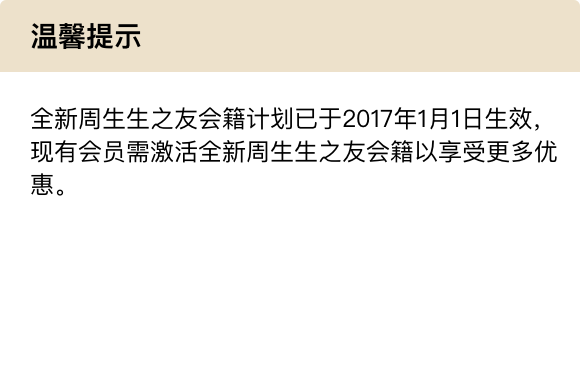 温馨提示
全新周生生之友会籍计划已于2017年1月1日生效，
现有会员需激活全新周生生之友会籍以享受更多优
惠。